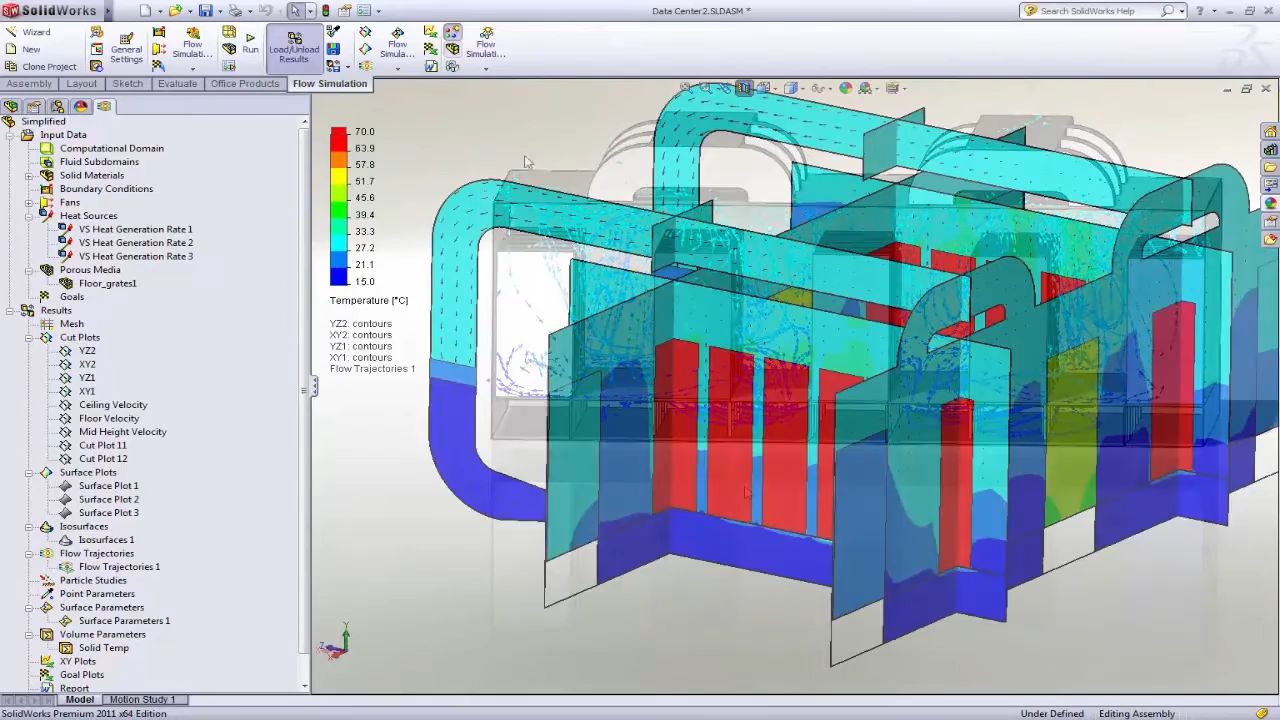 SolidWorks
Data Center2.SLDASM *
Search SolidWorks Help
Wizard
New
Clone Project
General
Settings
Flow
Simulati...
Run
Load/Unload
Results
Flow
Simula...
Flow
Simulati...
Assembly
Layout
Sketch
Evaluate
Office Products
Flow Simulation
Simplified
Input Data
Computational Domain
Fluid Subdomains
Solid Materials
Boundary Conditions
Fans
Heat Sources
VS Heat Generation Rate 1
VS Heat Generation Rate 2
VS Heat Generation Rate 3
Porous Media
Floor_grates1
Goals
Results
Mesh
Cut Plots
YZ2
XY2
YZ1
XY1
Ceiling Velocity
Floor Velocity
Mid Height Velocity
Cut Plot 11
Cut Plot 12
Surface Plots
Surface Plot 1
Surface Plot 2
Surface Plot 3
Isosurfaces
Isosurfaces 1
Flow Trajectories
Flow Trajectories 1
Particle Studies
Point Parameters
Surface Parameters
Surface Parameters 1
Volume Parameters
Solid Temp
XY Plots
Goal Plots
Report
70.0
63.9
57.8
51.7
45.6
39.4
33.3
27.2
21.1
15.0
Temperature [°C]
YZ2: contours
XY2: contours
YZ1: contours
XY1: contours
Flow Trajectories 1
Y
Z
Model
Motion Study 1
SolidWorks Premium 2011 x64 Edition
Under Defined
Editing Assembly